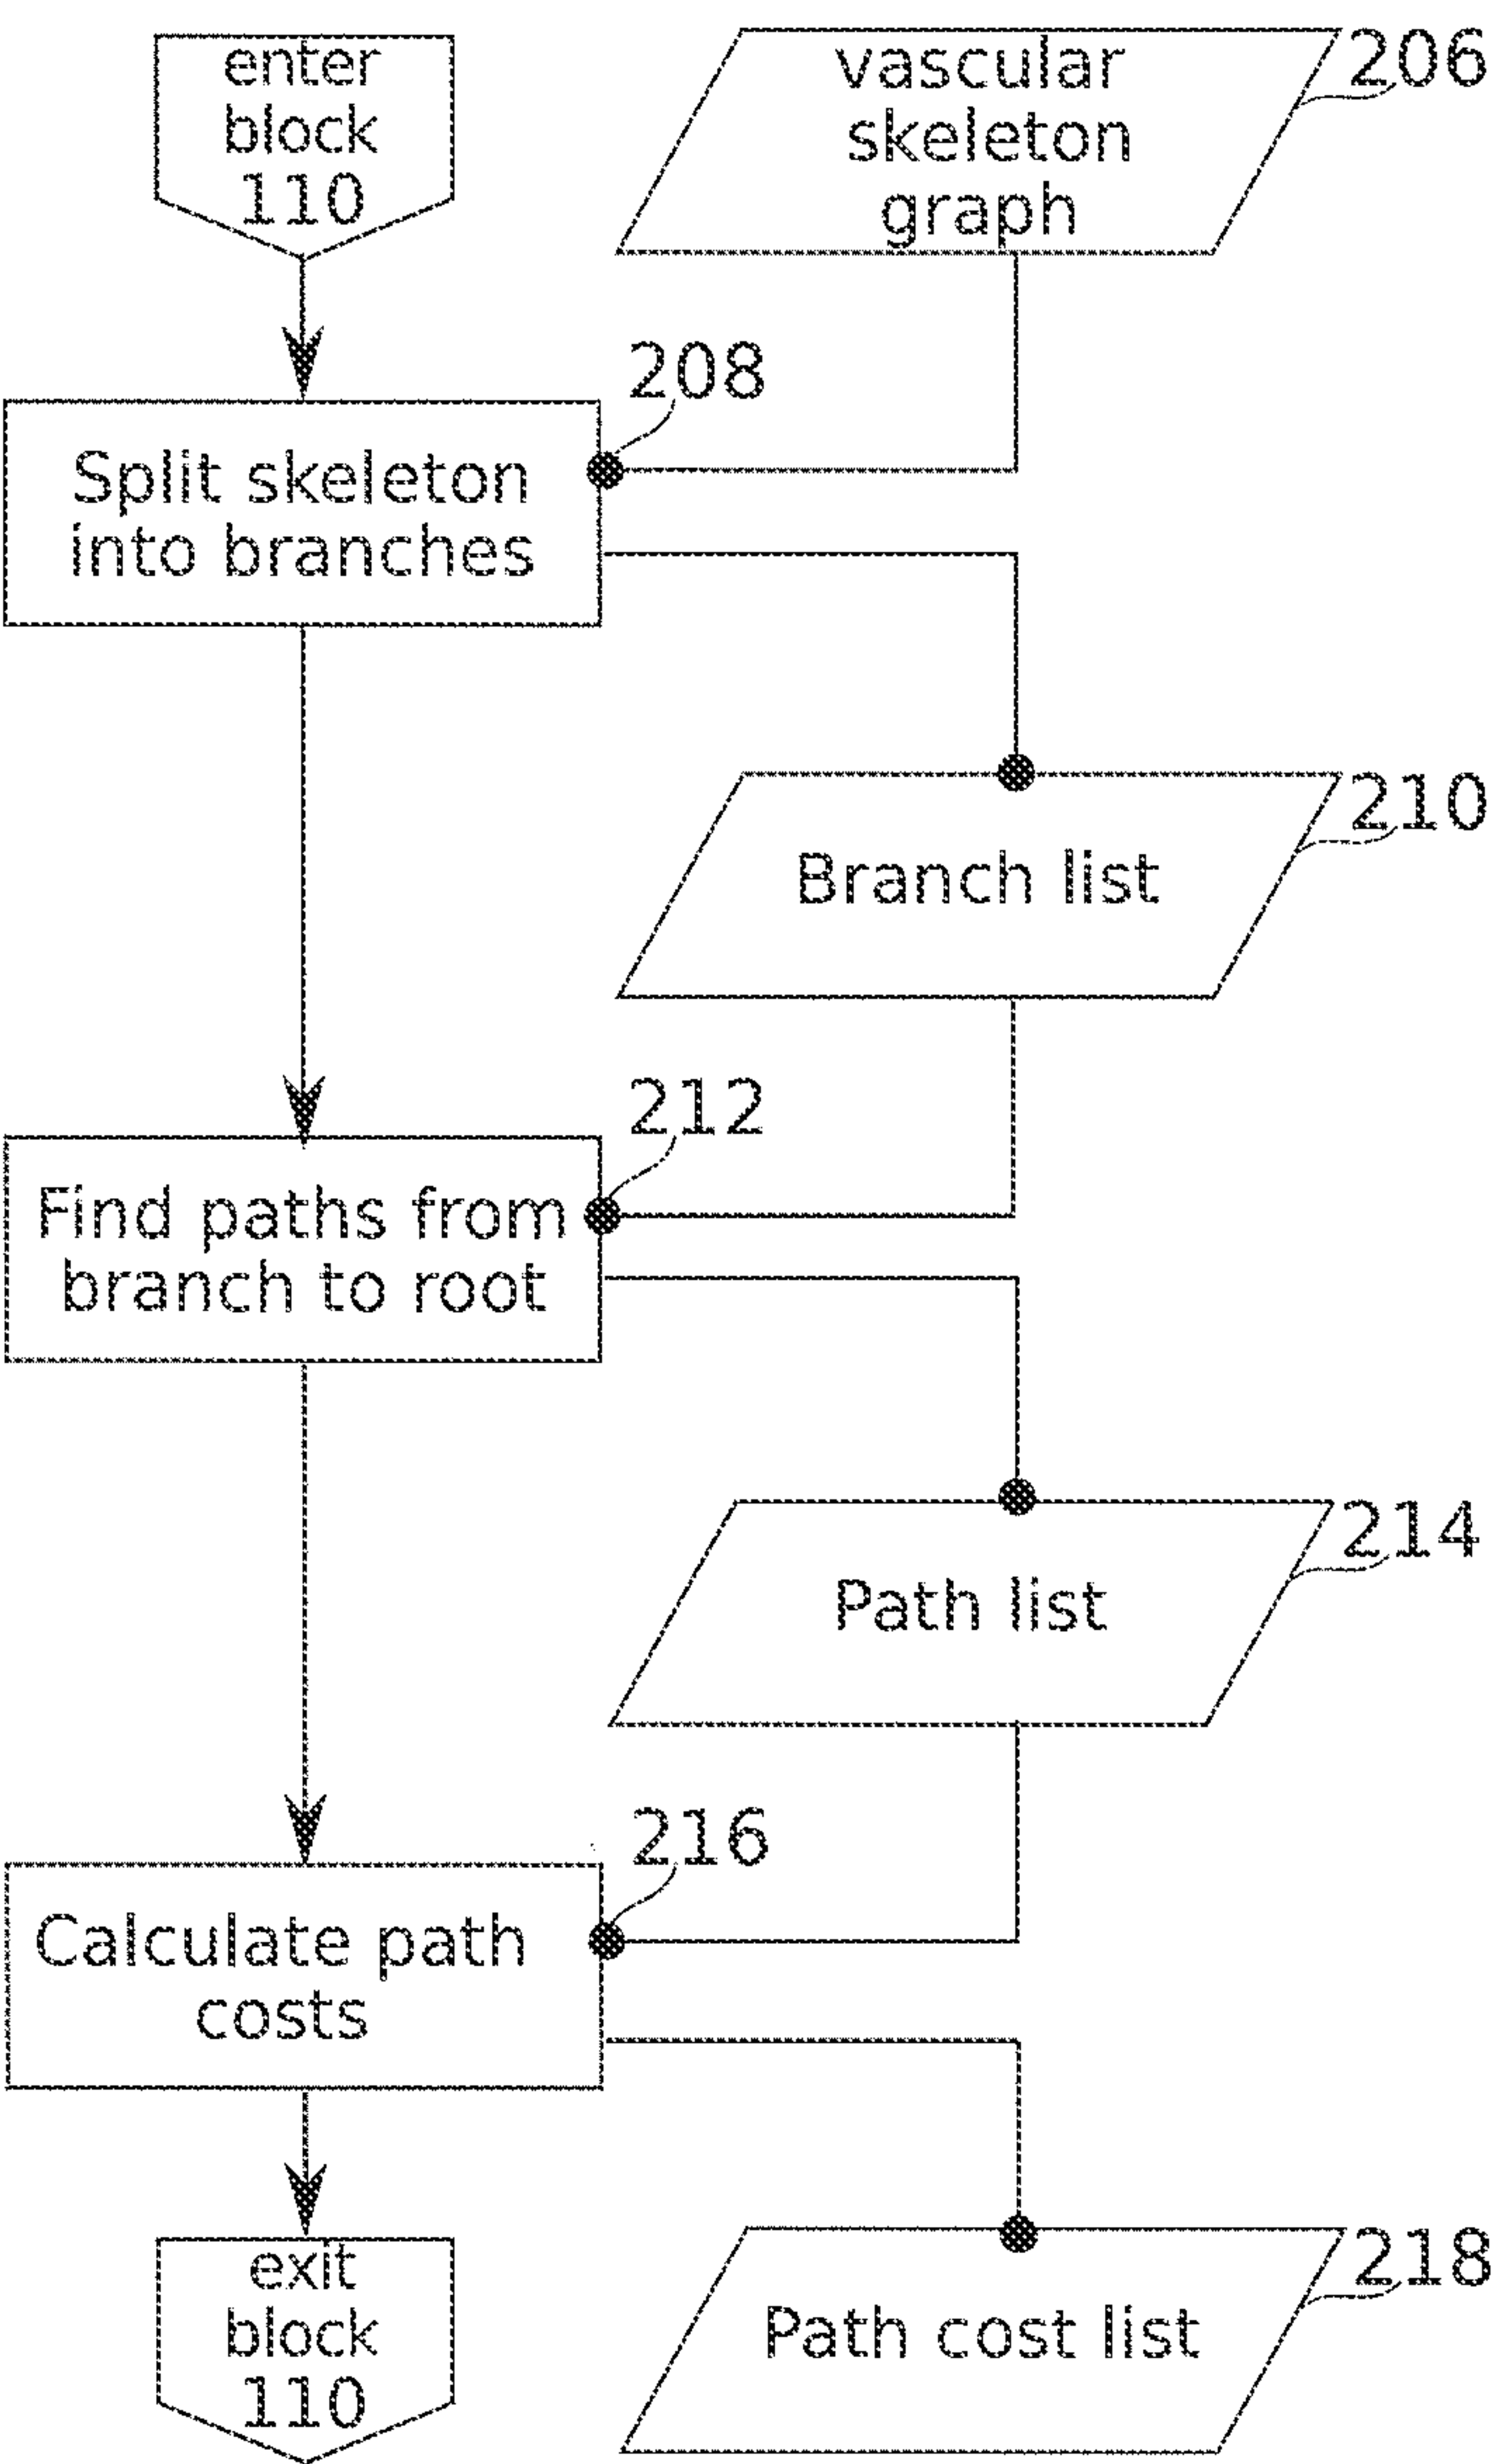 enter
block
110
vascular
skeleton
graph
206
208
Split skeleton
into branches
210
Branch list
212
Find paths from
branch to root
214
Path list
216
Calculate path
costs
exit
block
110
218
Path cost list